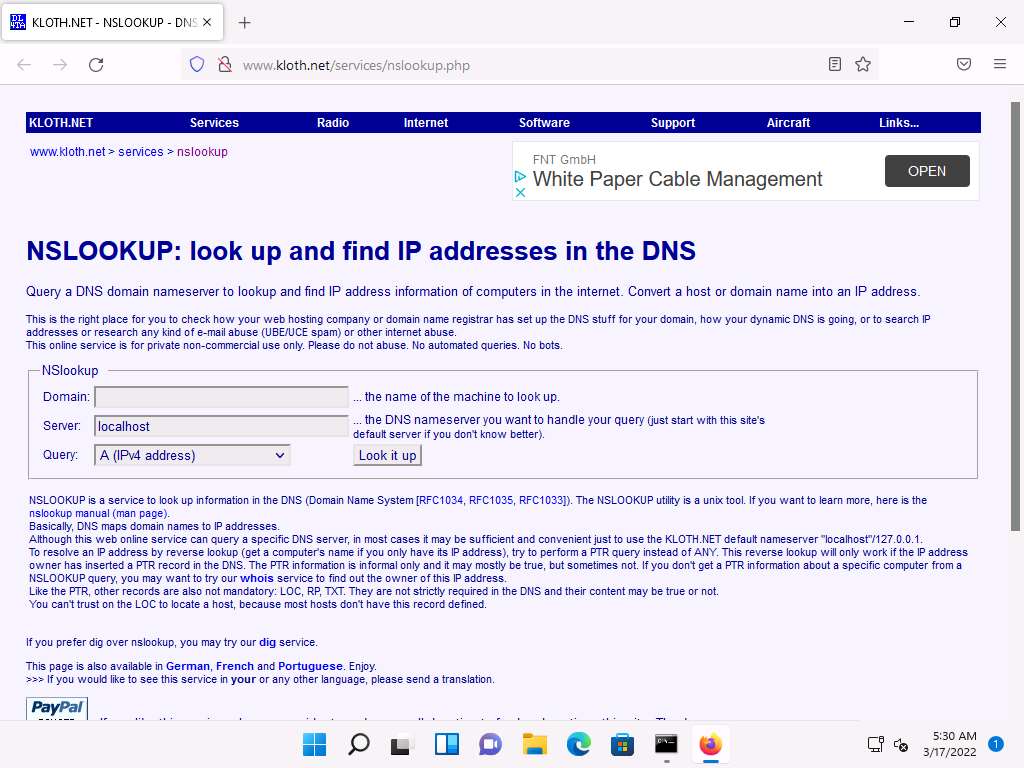 KLOTH.NET - NSLOOKUP - DNS
www.kloth.net/services/nslookup.php
KLOTH.NET Services Radio Internet Software Support Aircraft Links...
www.kloth.net > services > nslookup
FNT GmbH
White Paper Cable Management
OPEN
NSLOOKUP: look up and find IP addresses in the DNS
Query a DNS domain nameserver to lookup and find IP address information of computers in the internet. Convert a host or domain name into an IP address.
This is the right place for you to check how your web hosting company or domain name registrar has set up the DNS stuff for your domain, how your dynamic DNS is going, or to search IP
addresses or research any kind of e-mail abuse (UBE/UCE spam) or other internet abuse.
This online service is for private non-commercial use only. Please do not abuse. No automated queries. No bots.
NSlookup
Domain: ... the name of the machine to look up.
Server: localhost ... the DNS nameserver you want to handle your query (just start with this site's
default server if you don't know better).
Query: A (IPv4 address) Look it up
NSLOOKUP is a service to look up information in the DNS (Domain Name System [RFC1034, RFC1035, RFC1033]). The NSLOOKUP utility is a unix tool. If you want to learn more, here is the
nslookup manual (man page).
Basically, DNS maps domain names to IP addresses.
Although this web online service can query a specific DNS server, in most cases it may be sufficient and convenient just to use the KLOTH.NET default nameserver "localhost"/127.0.0.1.
To resolve an IP address by reverse lookup (get a computer's name if you only have its IP address), try to perform a PTR query instead of ANY. This reverse lookup will only work if the IP address
owner has inserted a PTR record in the DNS. The PTR information is informal only and it may mostly be true, but sometimes not. If you don't get a PTR information about a specific computer from a
NSLOOKUP query, you may want to try our whois service to find out the owner of this IP address.
Like the PTR, other records are also not mandatory: LOC, RP, TXT. They are not strictly required in the DNS and their content may be true or not.
You can't trust on the LOC to locate a host, because most hosts don't have this record defined.
If you prefer dig over nslookup, you may try our dig service.
This page is also available in German, French and Portuguese. Enjoy.
>>> If you would like to see this service in your or any other language, please send a translation.
PayPal
5:30 AM
3/17/2022
1